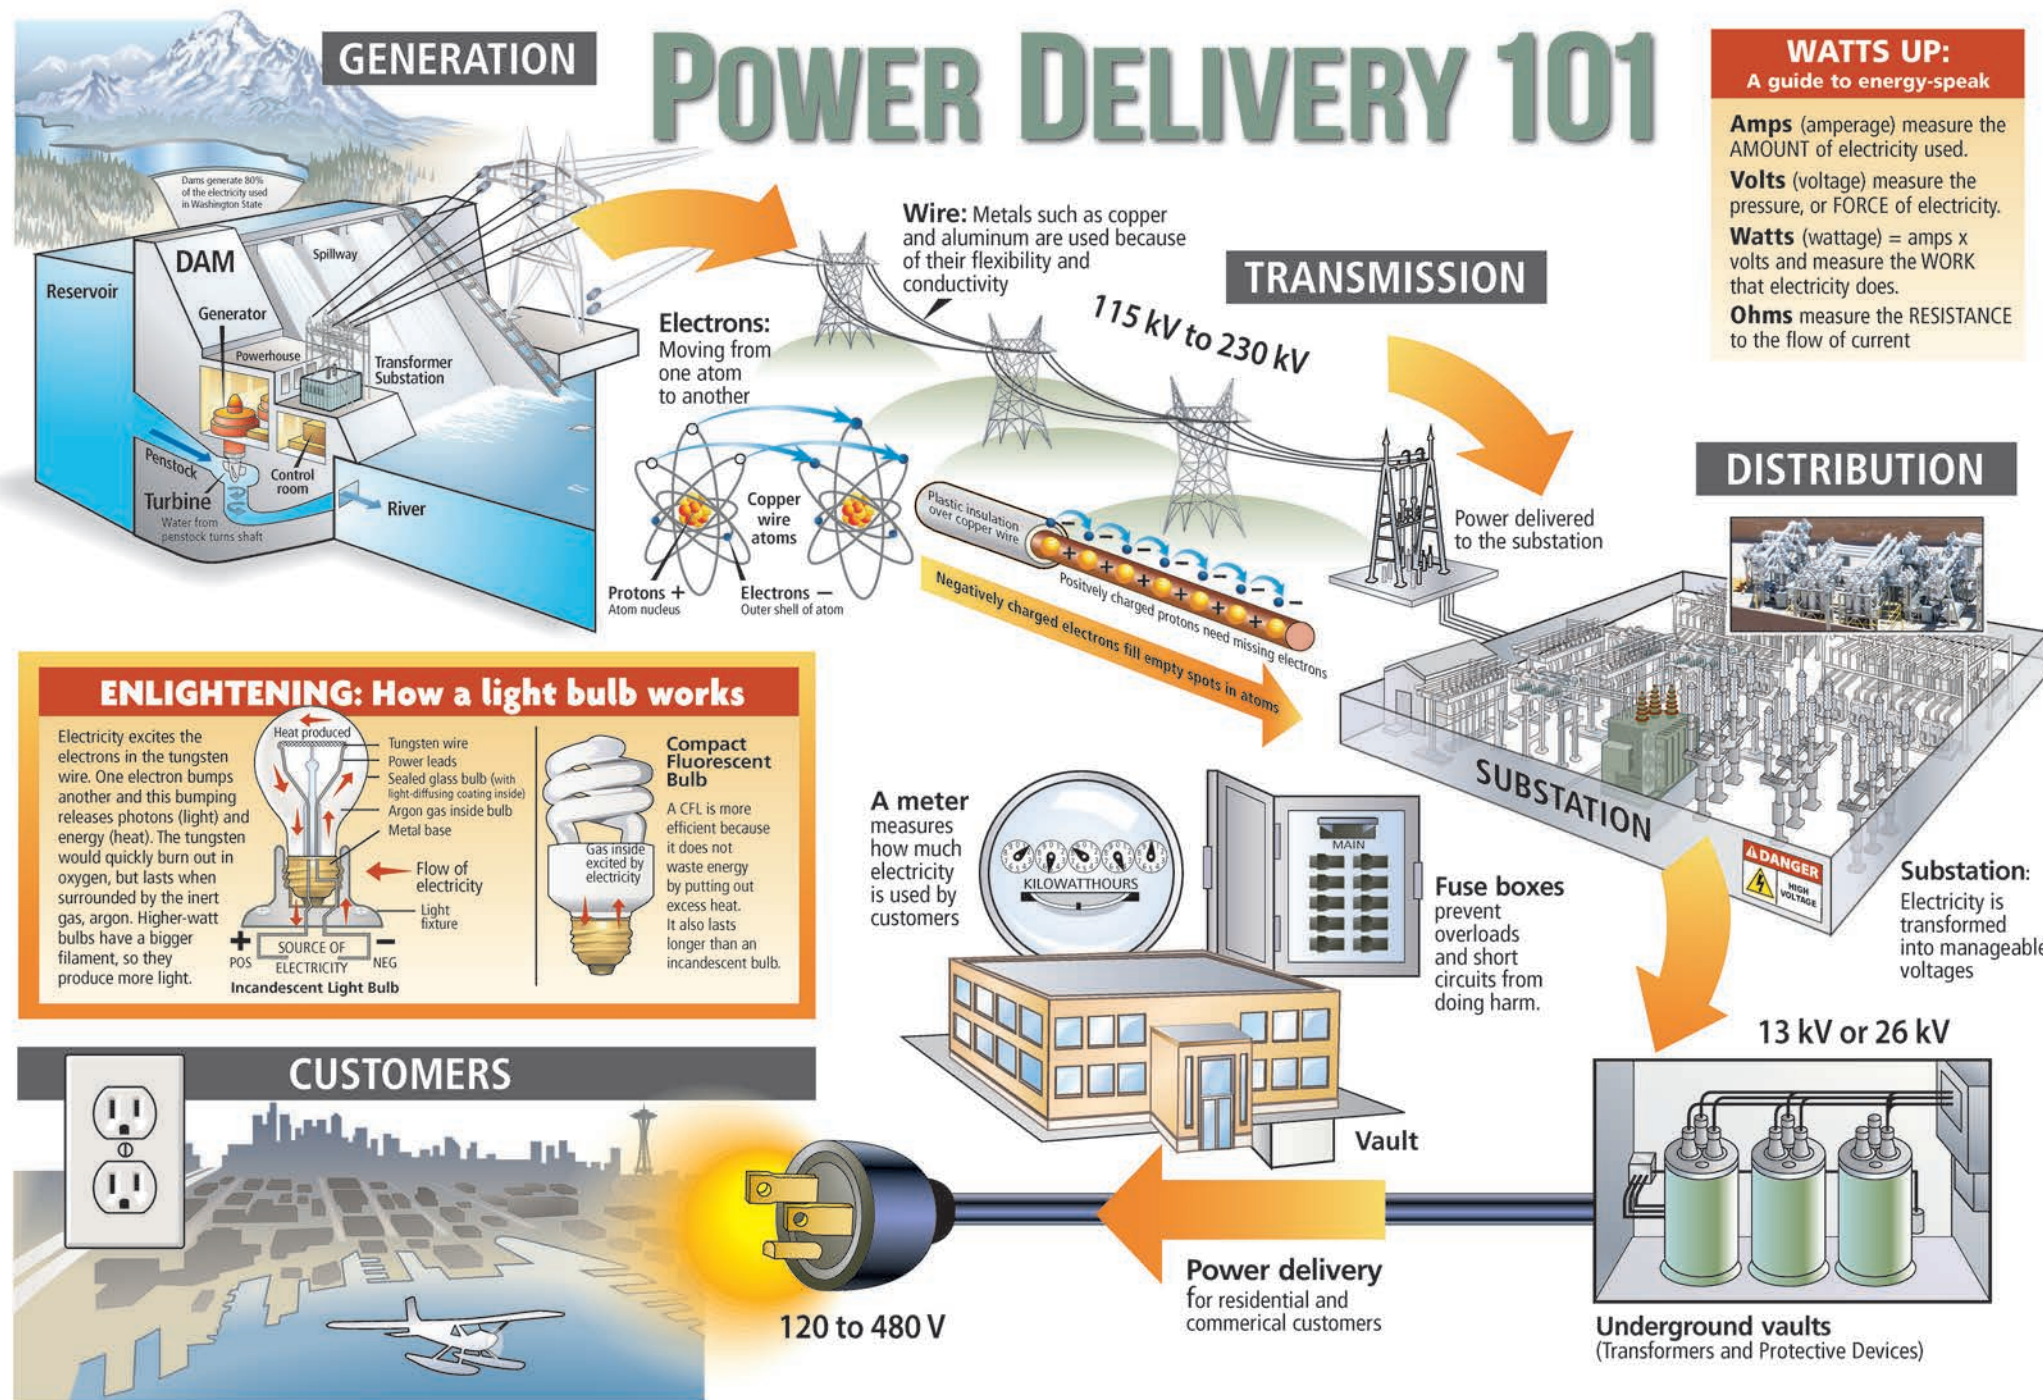 GENERATION
POWER DELIVERY 101
Dams generate 80%
of the electricity used
in Washington State
DAM
Spillway
Reservoir
Generator
Powerhouse
Transformer
Substation
Penstock
Control
room
Turbine
Water from
penstock turns shaft
River
Wire: Metals such as copper
and aluminum are used because
of their flexibility and
conductivity
TRANSMISSION
115 kV to 230 kV
Electrons:
Moving from
one atom
to another
Copper
wire
atoms
Protons +
Atom nucleus
Electrons –
Outer shell of atom
Plastic insulation
over copper wire
+ + + + + + +
– – – – – – –
Positvely charged protons need missing electrons
Negatively charged electrons fill empty spots in atoms
Power delivered
to the substation
WATTS UP:
A guide to energy-speak
Amps (amperage) measure the
AMOUNT of electricity used.
Volts (voltage) measure the
pressure, or FORCE of electricity.
Watts (wattage) = amps x
volts and measure the WORK
that electricity does.
Ohms measure the RESISTANCE
to the flow of current
DISTRIBUTION
SUBSTATION
DANGER
HIGH
VOLTAGE
Substation:
Electricity is
transformed
into manageable
voltages
ENLIGHTENING: How a light bulb works
Electricity excites the
electrons in the tungsten
wire. One electron bumps
another and this bumping
releases photons (light) and
energy (heat). The tungsten
would quickly burn out in
oxygen, but lasts when
surrounded by the inert
gas, argon. Higher-watt
bulbs have a bigger
filament, so they
produce more light.
Heat produced
Tungsten wire
Power leads
Sealed glass bulb (with
light-diffusing coating inside)
Argon gas inside bulb
Metal base
Flow of
electricity
Light
fixture
+
POS
SOURCE OF
ELECTRICITY
–
NEG
Incandescent Light Bulb
Gas inside
excited by
electricity
Compact
Fluorescent
Bulb
A CFL is more
efficient because
it does not
waste energy
by putting out
excess heat.
It also lasts
longer than an
incandescent bulb.
A meter
measures
how much
electricity
is used by
customers
KILOWATTHOURS
MAIN
Fuse boxes
prevent
overloads
and short
circuits from
doing harm.
Vault
13 kV or 26 kV
Underground vaults
(Transformers and Protective Devices)
Power delivery
for residential and
commerical customers
120 to 480 V
CUSTOMERS